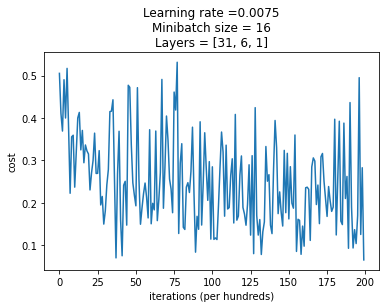 Learning rate =0.0075
Minibatch size = 16
Layers = [31, 6, 1]
cost
0.5
0.4
0.3
0.2
0.1
0
25
50
75
100
125
150
175
200
iterations (per hundreds)